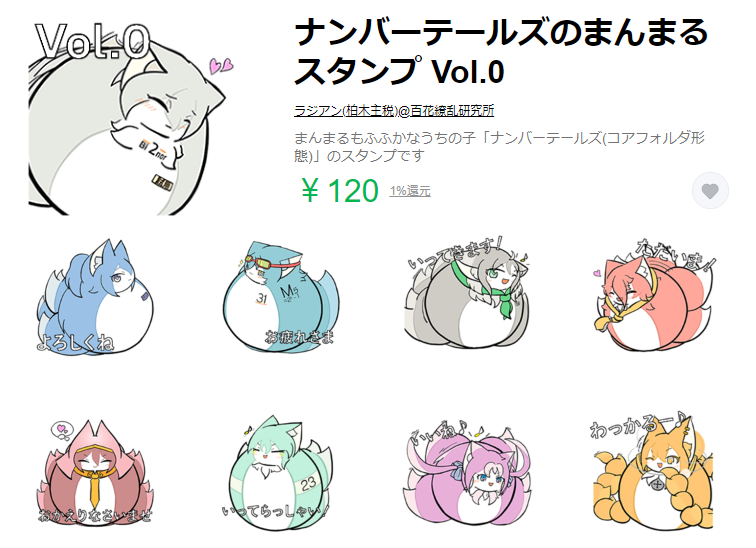 Vol.0
ナンバーテールズのまんまる
スタンプ Vol.0
ラジアン(柏木主税)@百花繚乱研究所
まんまるもふふかなうちの子「ナンバーテールズ(コアフォルダ形
態)」のスタンプです
￥120 1%還元
2
よろしくね
31
お疲れさま
いってきます!
ただいま!
おかえりなさいませ
23
いってらっしゃい!
いいね♪
わっかるー♪